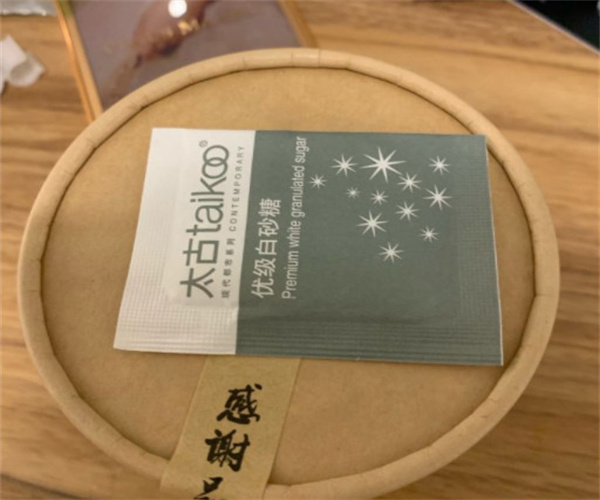 太古taikoo®
现代都市系列 CONTEMPORARY
优级白砂糖
Premium white granulated sugar
感谢